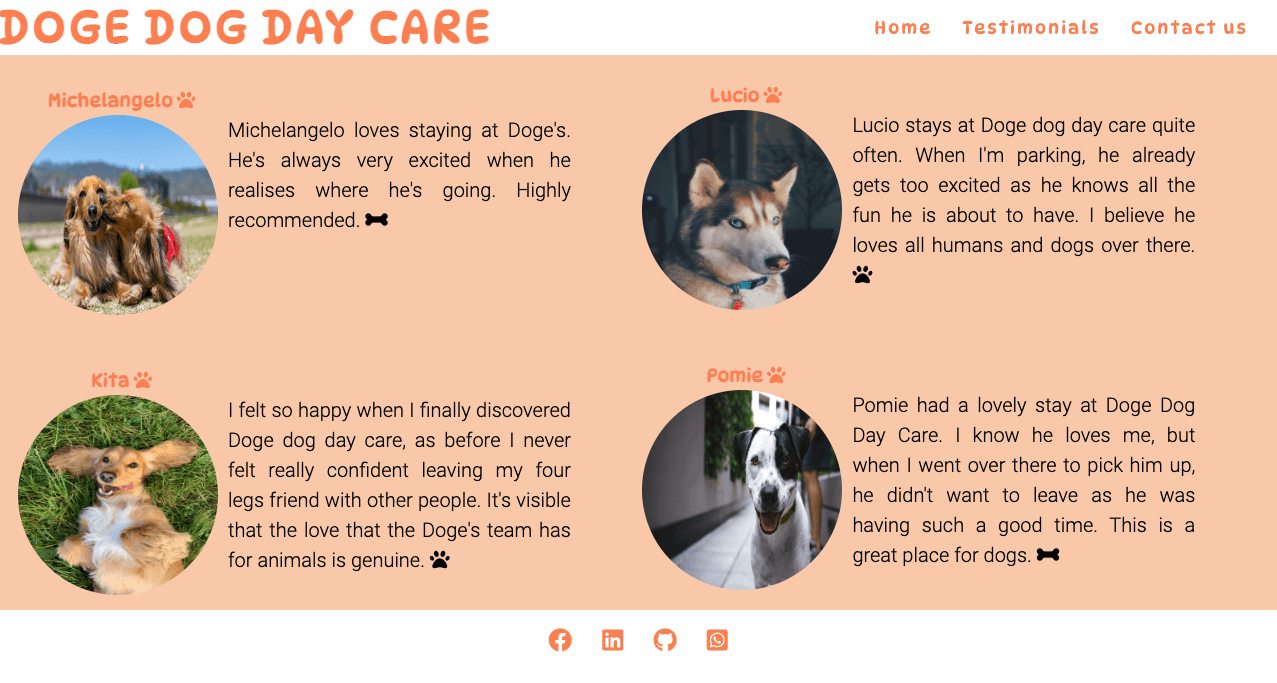 DOGE DOG DAY CARE
Home Testimonials Contact us
Michelangelo
Michelangelo loves staying at Doge's.
He's always very excited when he
realises where he's going. Highly
recommended.
Lucio
Lucio stays at Doge dog day care quite
often. When I'm parking, he already
gets too excited as he knows all the
fun he is about to have. I believe he
loves all humans and dogs over there.
Kita
I felt so happy when I finally discovered
Doge dog day care, as before I never
felt really confident leaving my four
legs friend with other people. It's visible
that the love that the Doge's team has
for animals is genuine.
Pomie
Pomie had a lovely stay at Doge Dog
Day Care. I know he loves me, but
when I went over there to pick him up,
he didn't want to leave as he was
having such a good time. This is a
great place for dogs.